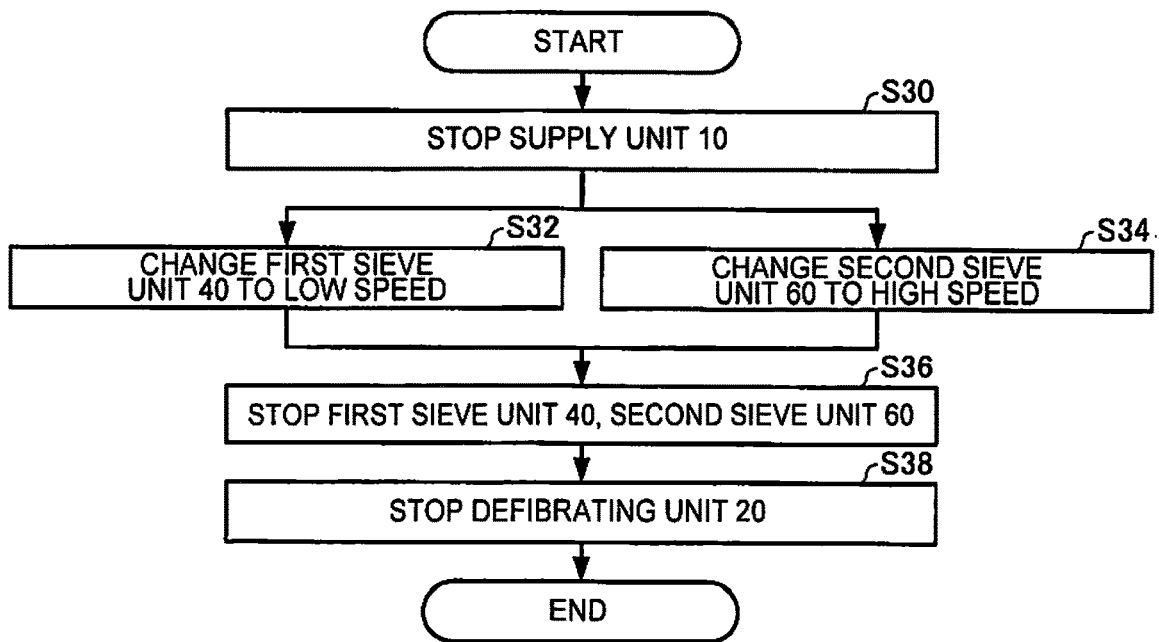 START
S30
STOP SUPPLY UNIT 10
S32
CHANGE FIRST SIEVE
UNIT 40 TO LOW SPEED
S34
CHANGE SECOND SIEVE
UNIT 60 TO HIGH SPEED
S36
STOP FIRST SIEVE UNIT 40, SECOND SIEVE UNIT 60
S38
STOP DEFIBRATING UNIT 20
END